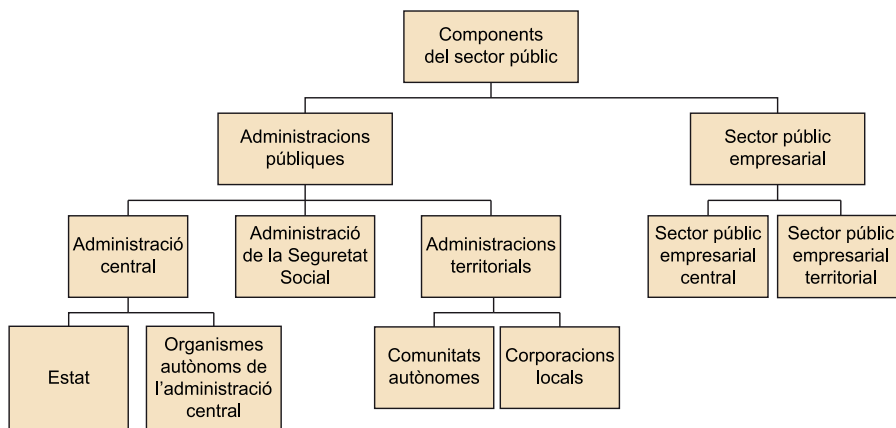 Components
del sector públic
Administracions
públiques
Sector públic
empresarial
Administració
central
Administració
de la Seguretat
Social
Administracions
territorials
Sector públic
empresarial
central
Sector públic
empresarial
territorial
Estat
Organismes
autònoms de
l’administració
central
Comunitats
autònomes
Corporacions
locals